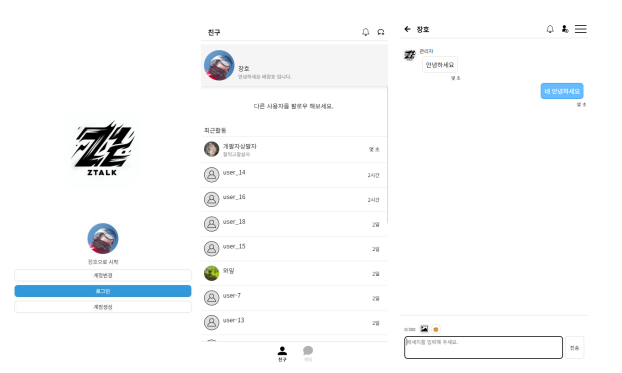 ZTALK
장호으로 시작
계정변경
로그인
계정생성
친구
장호
안녕하세요 배장호 입니다.
다른 사용자를 팔로우 해보세요.
최근활동
개팔자상팔자
몇 초
user_14
2시간
user_16
2시간
user_18
2일
user_15
2일
와일
2일
user-7
2일
user-13
2일
친구
채팅
장호
관리자
안녕하세요
몇 초
네 안녕하세요
몇 초
메세지를 입력해 주세요.
전송